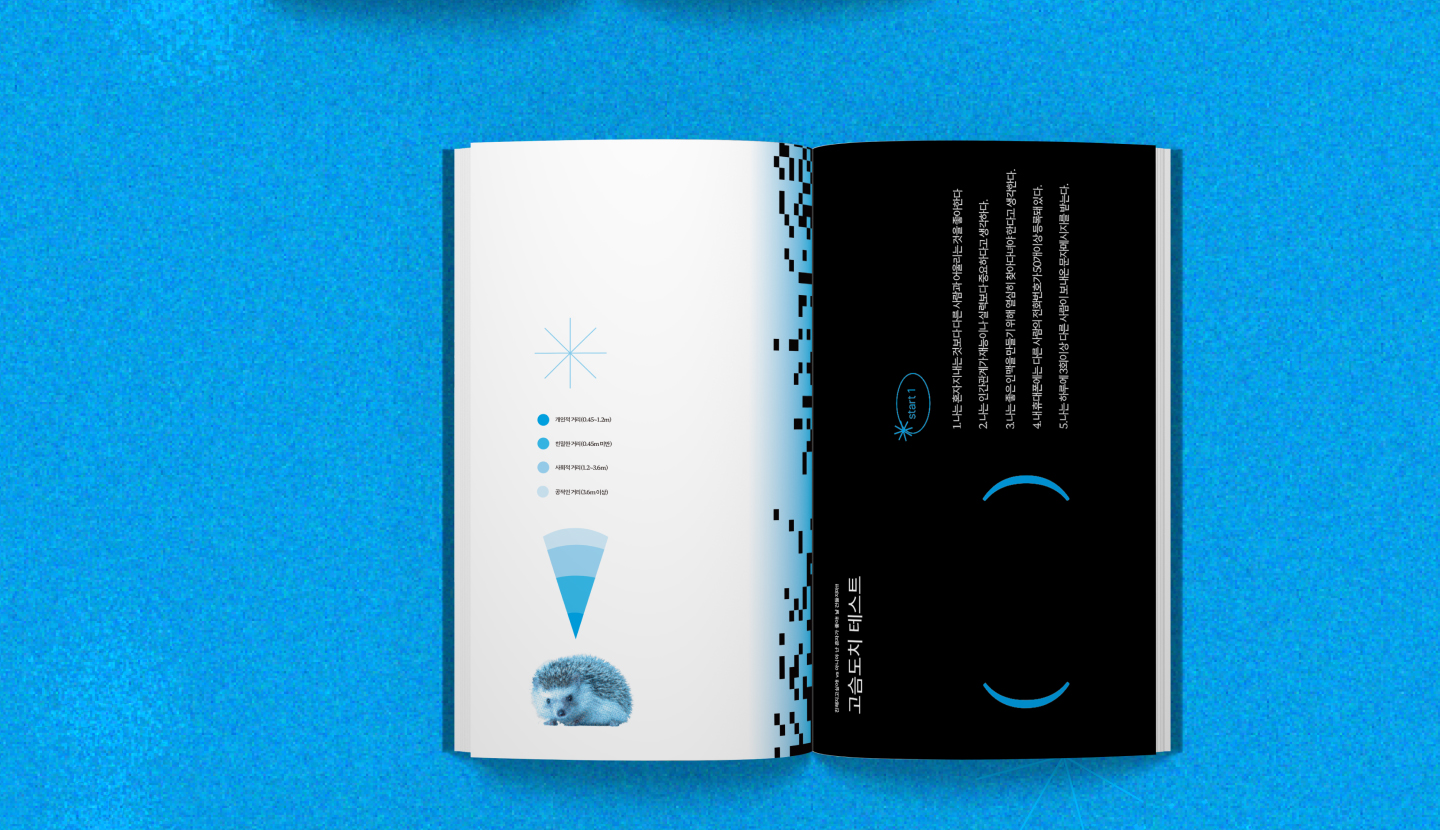 개인적 거리(0.45~1.2m)
친밀한 거리(0.45m 미만)
사회적 거리(1.2~3.6m)
공적인 거리(3.6m 이상)
고슴도치 테스트
start 1
1.나는 혼자 지내는 것보다 다른 사람과 어울리는 것을 좋아한다
2.나는 인간관계가 재능이나 실력보다 중요하다고 생각하다.
3.나는 좋은 인맥을 만들기 위해 열심히 찾아다녀야 한다고 생각한다.
4.내 휴대폰에는 다른 사람의 전화번호가 50개이상 등록돼 있다.
5.나는 하루에 3회이상 다른 사람이 보내온 문자메시지를 받는다.